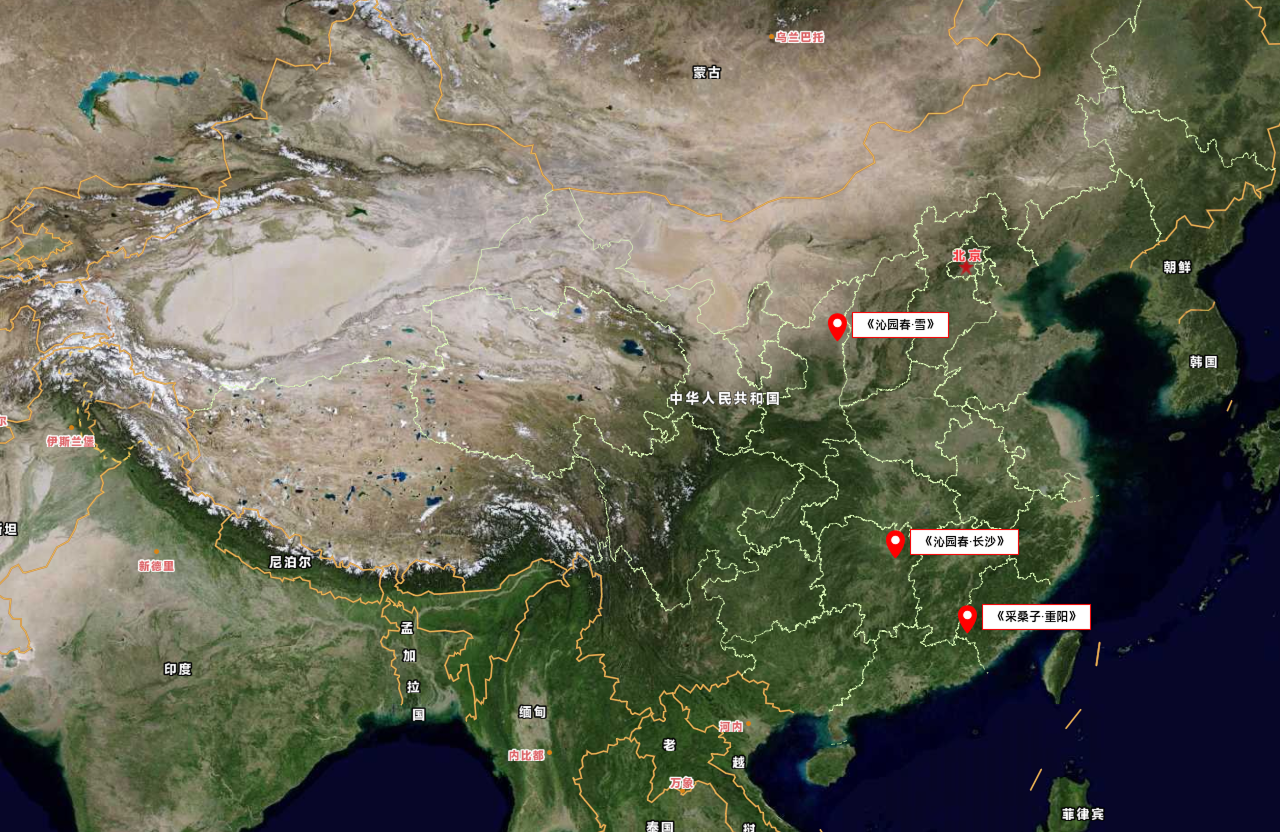 乌兰巴托
蒙古
北京
朝鲜
《沁园春·雪》
韩国
中华人民共和国
尔
伊斯兰堡
斯坦
《沁园春·长沙》
尼泊尔
新德里
《采桑子·重阳》
孟
加
拉
国
印度
缅甸
河内
老
内比都
越
万象
菲律宾
泰国